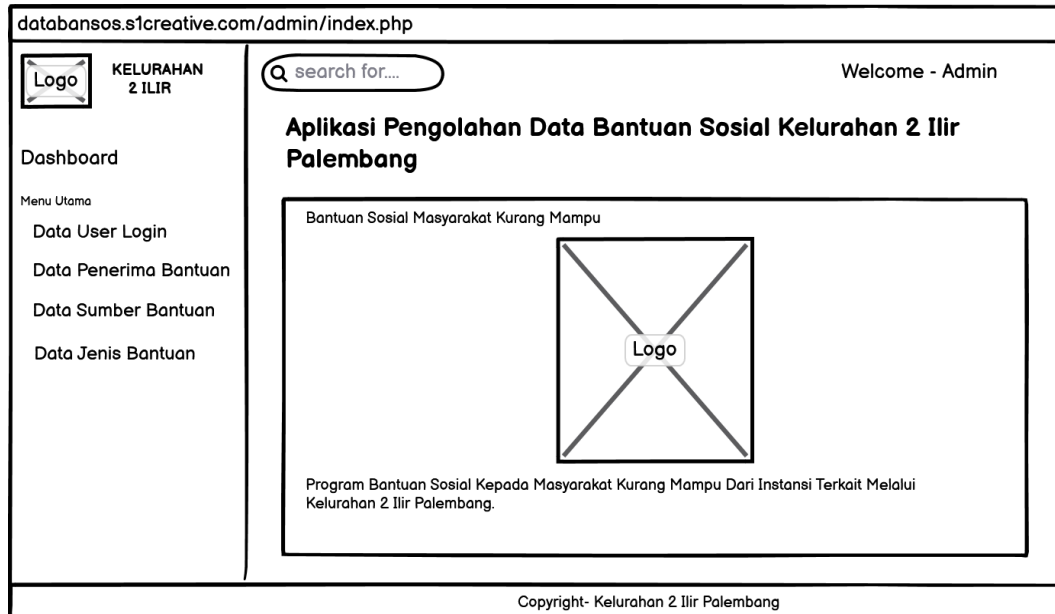 databansos.s1creative.com/admin/index.php
Logo
KELURAHAN
2 ILIR
Dashboard
Menu Utama
Data User Login
Data Penerima Bantuan
Data Sumber Bantuan
Data Jenis Bantuan
search for....
Welcome - Admin
Aplikasi Pengolahan Data Bantuan Sosial Kelurahan 2 Ilir
Palembang
Bantuan Sosial Masyarakat Kurang Mampu
Logo
Program Bantuan Sosial Kepada Masyarakat Kurang Mampu Dari Instansi Terkait Melalui
Kelurahan 2 Ilir Palembang.
Copyright- Kelurahan 2 Ilir Palembang